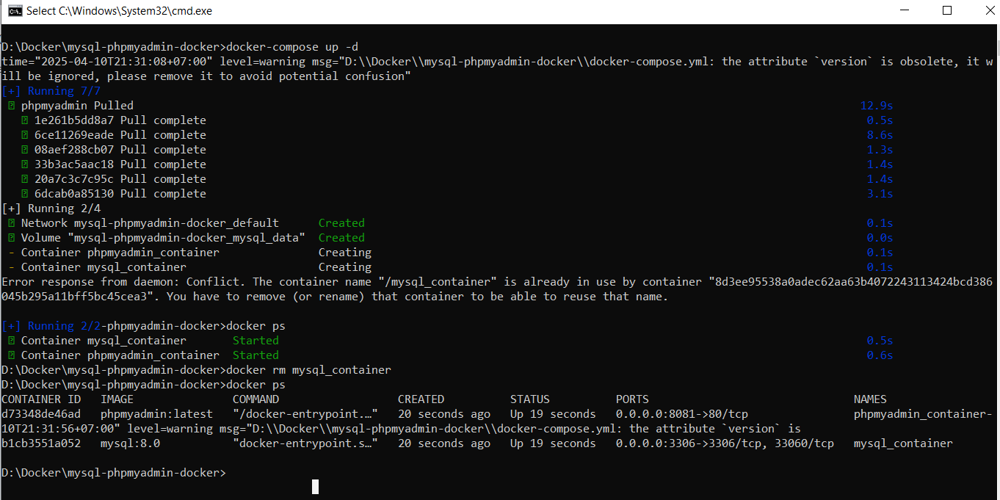 Select C:\Windows\System32\cmd.exe
D:\Docker\mysql-phpmyadmin-docker>docker-compose up -d
time="2025-04-10T21:31:08+07:00" level=warning msg="D:\\Docker\\mysql-phpmyadmin-docker\\docker-compose.yml: the attribute `version` is obsolete, it w
ill be ignored, please remove it to avoid potential confusion"
[+] Running 7/7
phpmyadmin Pulled 12.9s
1e261b5dd8a7 Pull complete 0.5s
6ce11269eade Pull complete 8.6s
08aef288cb07 Pull complete 1.3s
33b3ac5aac18 Pull complete 1.4s
20a7c3c7c95c Pull complete 1.4s
6dcab0a85130 Pull complete 3.1s
[+] Running 2/4
Network mysql-phpmyadmin-docker_default Created 0.1s
Volume "mysql-phpmyadmin-docker_mysql_data" Created 0.0s
- Container phpmyadmin_container Creating 0.1s
- Container mysql_container Creating 0.1s
Error response from daemon: Conflict. The container name "/mysql_container" is already in use by container "8d3ee95538a0adec62aa63b4072243113424bcd386
045b295a11bff5bc45cea3". You have to remove (or rename) that container to be able to reuse that name.
[+] Running 2/2-phpmyadmin-docker>docker ps
Container mysql_container Started 0.5s
Container phpmyadmin_container Started 0.6s
D:\Docker\mysql-phpmyadmin-docker>docker rm mysql_container
D:\Docker\mysql-phpmyadmin-docker>docker ps
CONTAINER ID IMAGE COMMAND CREATED STATUS PORTS NAMES
d73348de46ad phpmyadmin:latest "/docker-entrypoint.…" 20 seconds ago Up 19 seconds 0.0.0.0:8081->80/tcp phpmyadmin_container-
10T21:31:56+07:00" level=warning msg="D:\\Docker\\mysql-phpmyadmin-docker\\docker-compose.yml: the attribute `version` is
b1cb3551a052 mysql:8.0 "docker-entrypoint.s…" 20 seconds ago Up 19 seconds 0.0.0.0:3306->3306/tcp, 33060/tcp mysql_container
D:\Docker\mysql-phpmyadmin-docker>